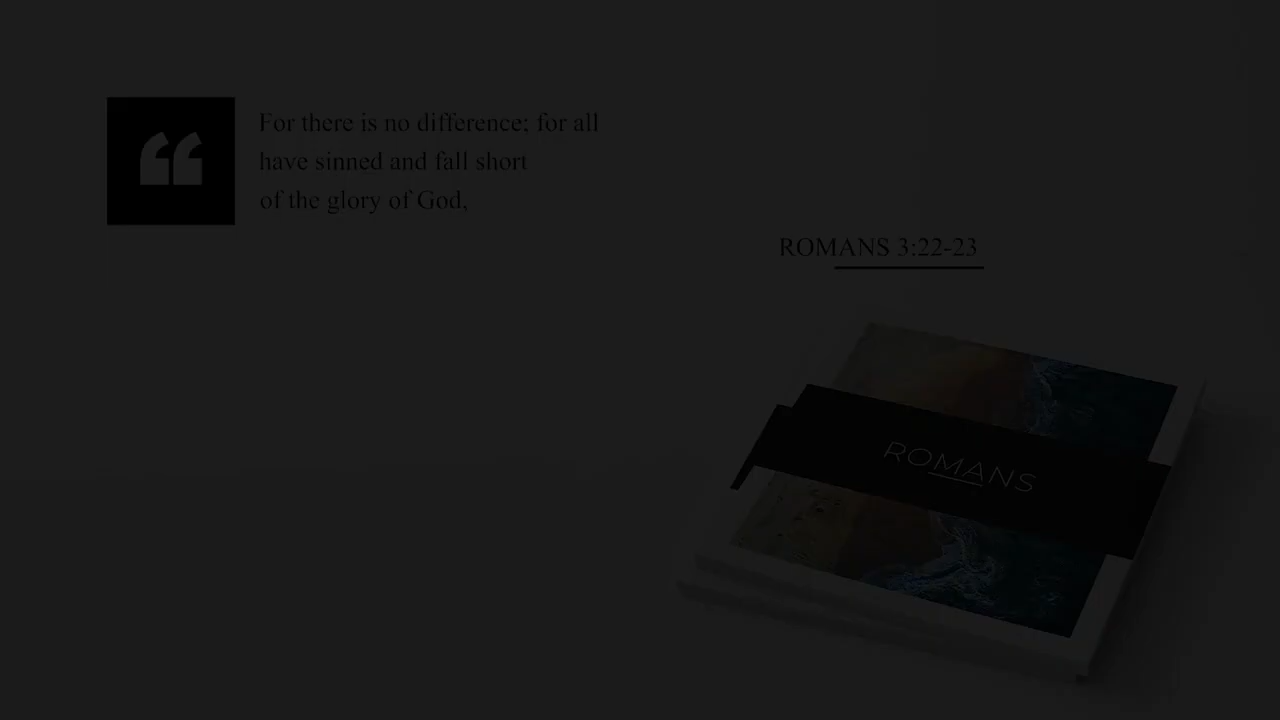 For there is no difference; for all
have sinned and fall short
of the glory of God,
ROMANS 3:22-23
ROMANS